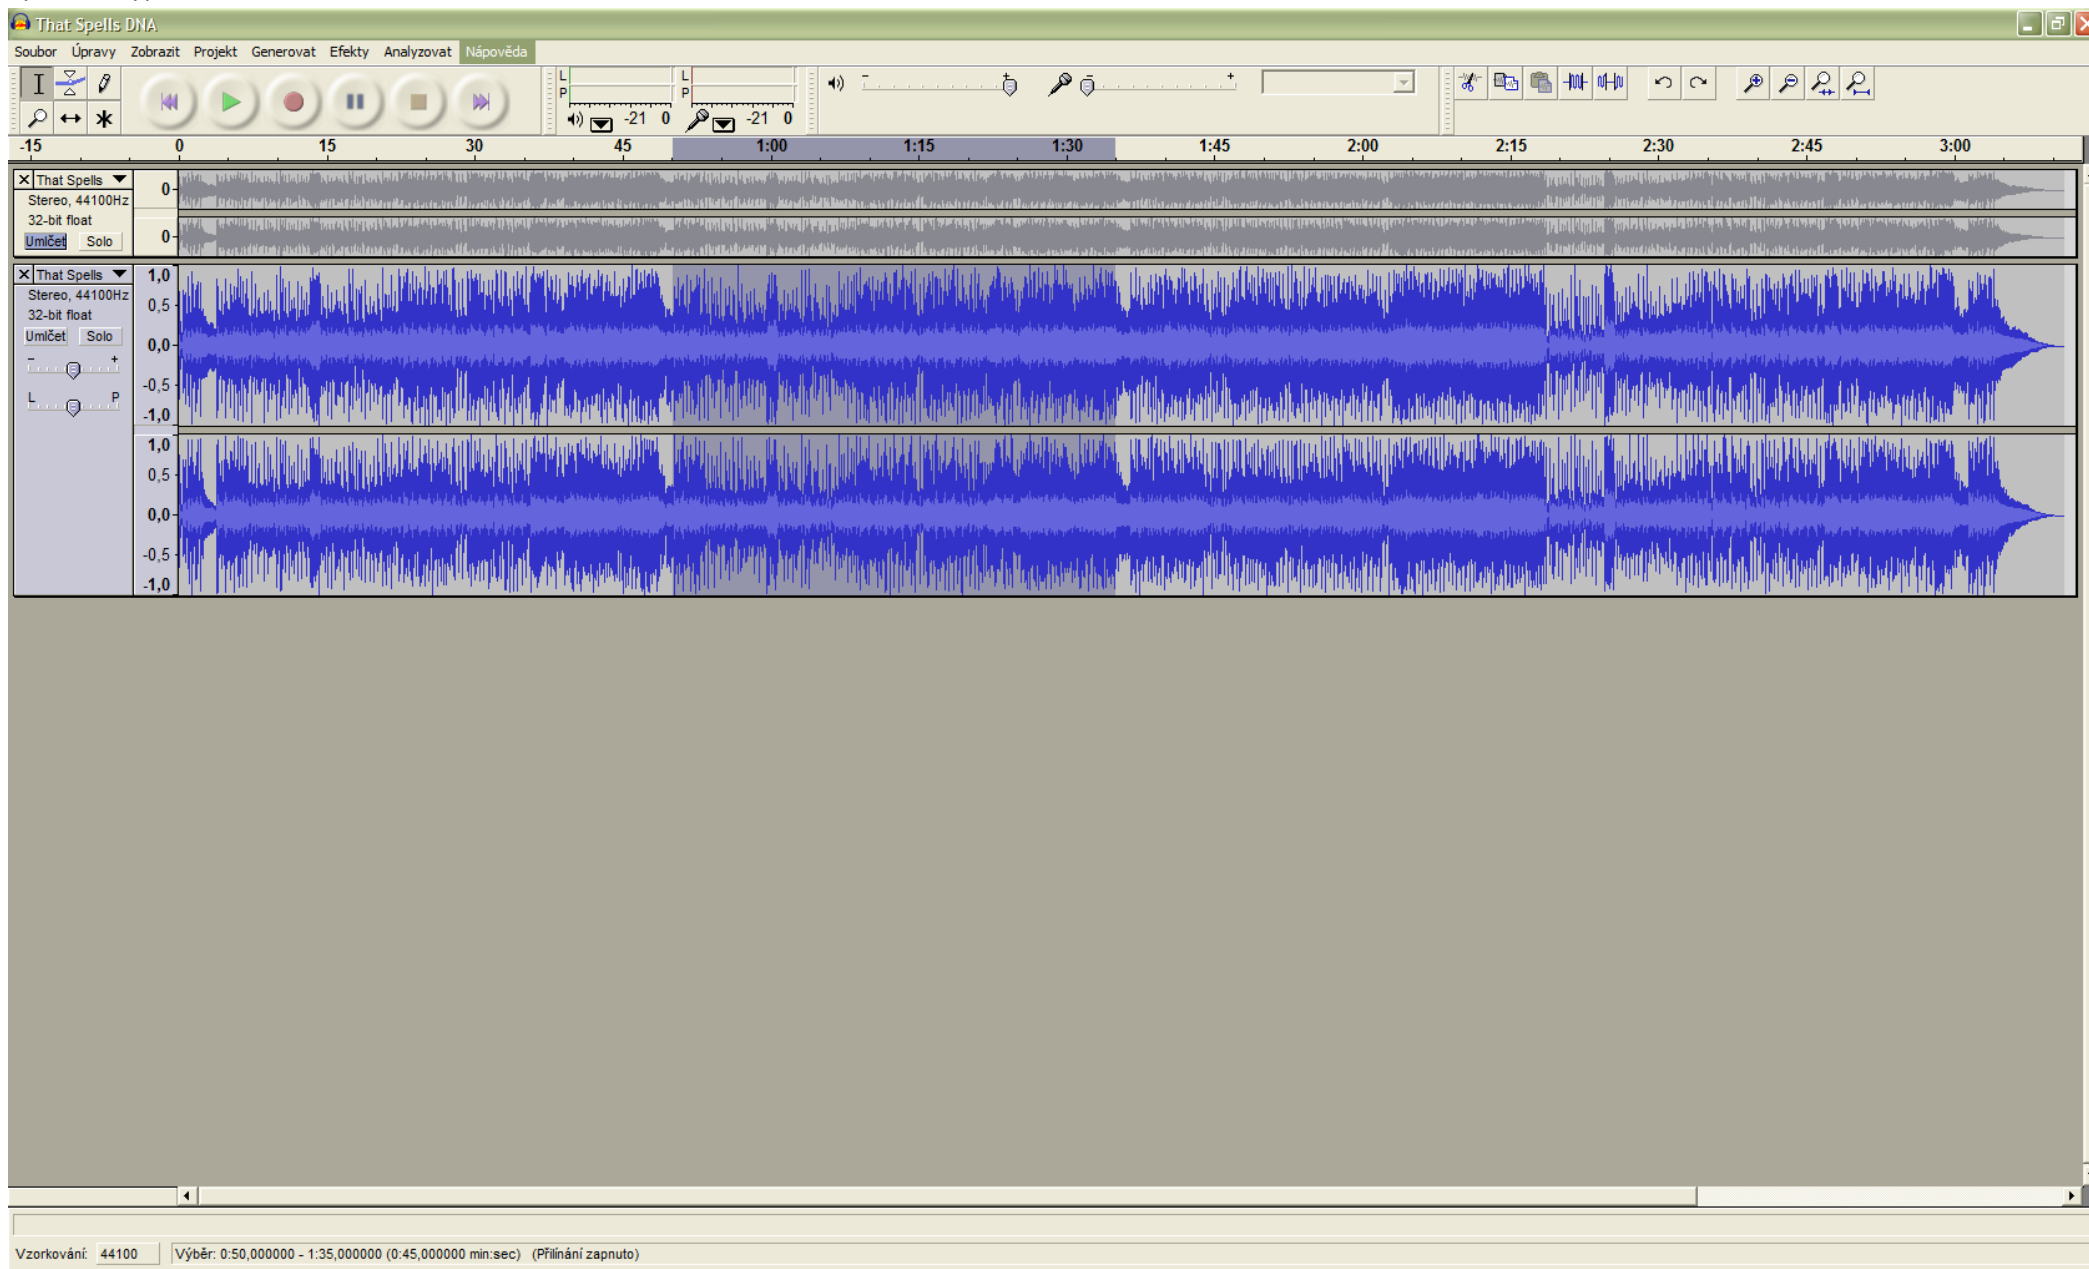 That Spells DNA
Soubor Úpravy Zobrazit Projekt Generovat Efekty Analyzovat Nápověda
L L
P P
- + - +
-21 0 -21 0
-15 0 15 30 45 1:00 1:15 1:30 1:45 2:00 2:15 2:30 2:45 3:00
That Spells
Stereo, 44100Hz
32-bit float
Umlčet Solo
0
0
That Spells
Stereo, 44100Hz
32-bit float
Umlčet Solo
- +
L P
1,0
0,5
0,0
-0,5
-1,0
1,0
0,5
0,0
-0,5
-1,0
Vzorkování: 44100 Výběr: 0:50,000000 - 1:35,000000 (0:45,000000 min:sec) (Přilínání zapnuto)